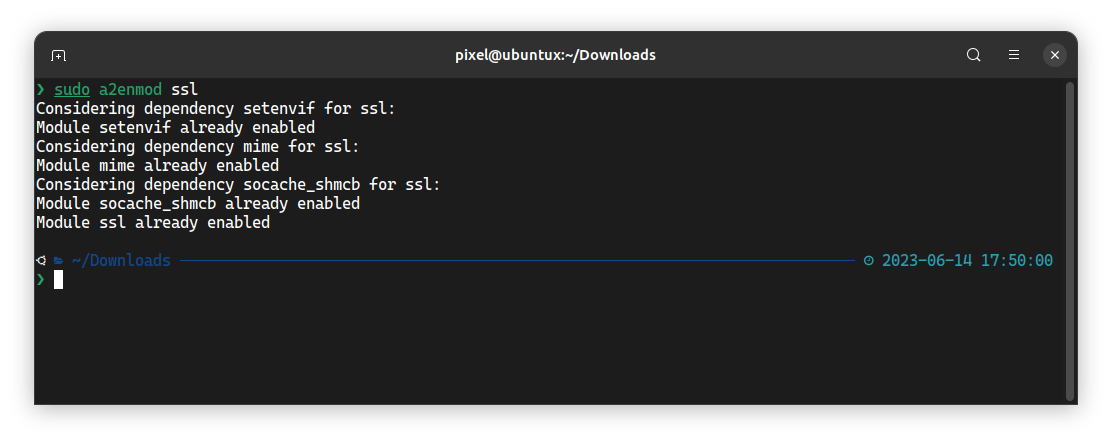 pixel@ubuntux:~/Downloads
❯ sudo a2enmod ssl
Considering dependency setenvif for ssl:
Module setenvif already enabled
Considering dependency mime for ssl:
Module mime already enabled
Considering dependency socache_shmcb for ssl:
Module socache_shmcb already enabled
Module ssl already enabled
~/Downloads 2023-06-14 17:50:00
❯